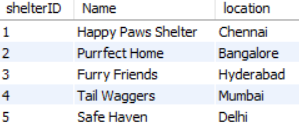 shelterID Name location
1 Happy Paws Shelter Chennai
2 Purrfect Home Bangalore
3 Furry Friends Hyderabad
4 Tail Waggers Mumbai
5 Safe Haven Delhi